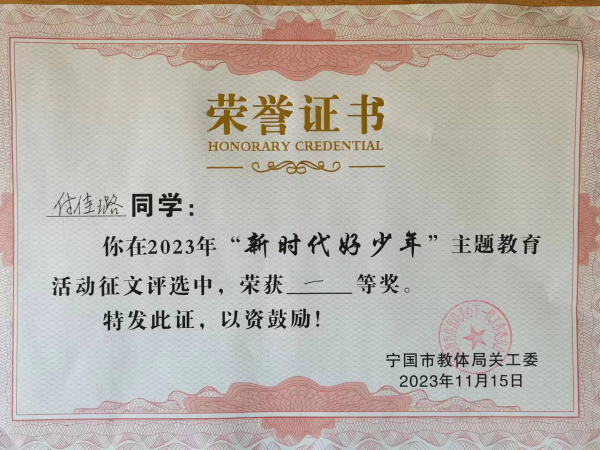 荣誉证书
HONORARY CREDENTIAL
付佳璐同学：
你在2023年“新时代好少年”主题教育
活动征文评选中，荣获 一 等奖。
特发此证，以资鼓励！
宁国市教体局关工委
2023年11月15日